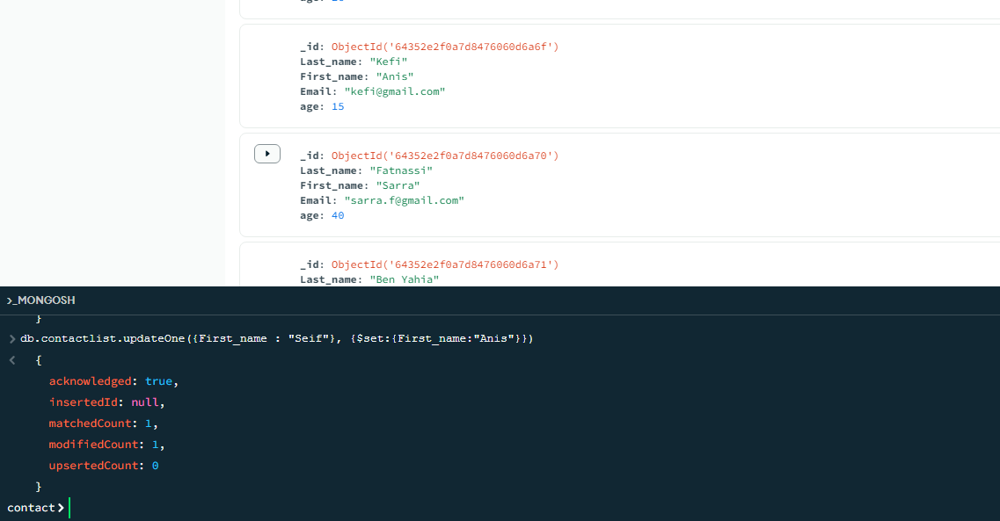 _id: ObjectId('64352e2f0a7d8476060d6a6f')
Last_name: "Kefi"
First_name: "Anis"
Email: "kefi@gmail.com"
age: 15
_id: ObjectId('64352e2f0a7d8476060d6a70')
Last_name: "Fatnassi"
First_name: "Sarra"
Email: "sarra.f@gmail.com"
age: 40
_id: ObjectId('64352e2f0a7d8476060d6a71')
Last_name: "Ben Yahia"
>_MONGOSH
}
> db.contactlist.updateOne({First_name : "Seif"}, {$set:{First_name:"Anis"}})
< {
acknowledged: true,
insertedId: null,
matchedCount: 1,
modifiedCount: 1,
upsertedCount: 0
}
contact>